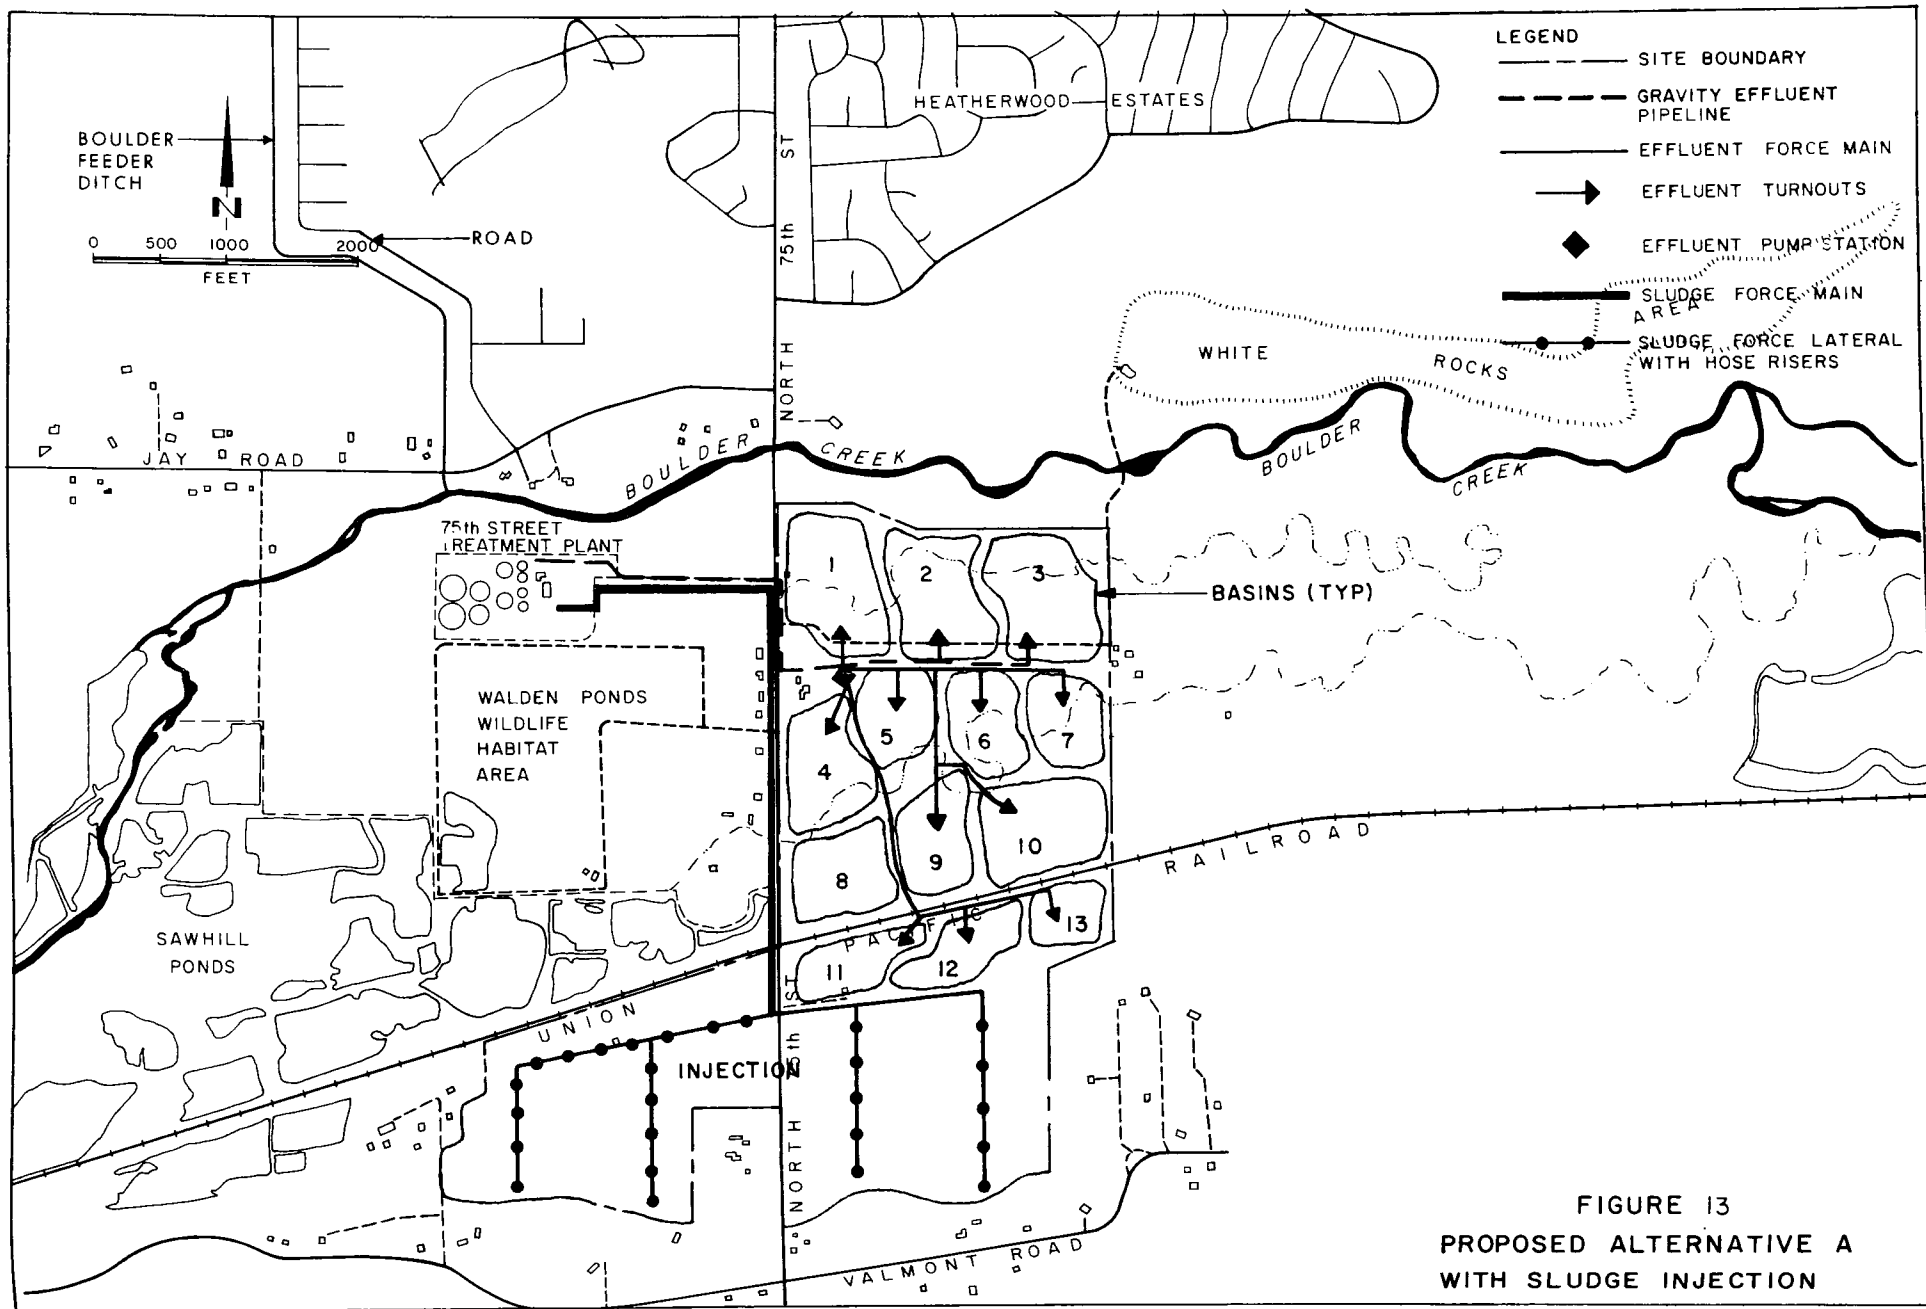 LEGEND
SITE BOUNDARY
GRAVITY EFFLUENT
PIPELINE
EFFLUENT FORCE MAIN
EFFLUENT TURNOUTS
EFFLUENT PUMP STATION
SLUDGE FORCE MAIN
SLUDGE FORCE LATERAL
WITH HOSE RISERS
HEATHERWOOD ESTATES
BOULDER
FEEDER
DITCH
N
0 500 1000 2000
FEET
ROAD
NORTH 75th ST
WHITE ROCKS AREA
JAY ROAD
BOULDER CREEK
BOULDER CREEK
75th STREET
TREATMENT PLANT
1 2 3
BASINS (TYP)
WALDEN PONDS
WILDLIFE
HABITAT
AREA
4 5 6 7
8 9 10
11 12 13
SAWHILL
PONDS
UNION PACIFIC RAILROAD
INJECTION
NORTH 75th ST
VALMONT ROAD
FIGURE 13
PROPOSED ALTERNATIVE A
WITH SLUDGE INJECTION